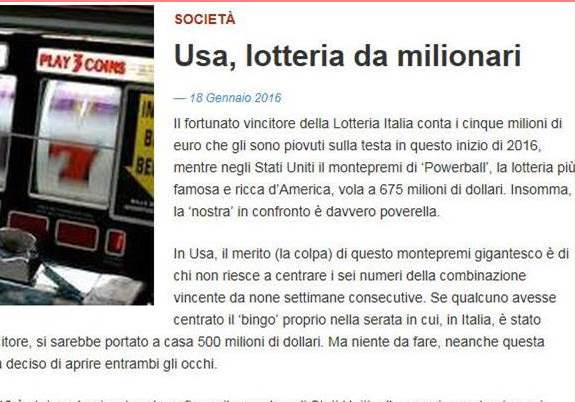 SOCIETÀ
Usa, lotteria da milionari
— 18 Gennaio 2016
PLAY 3 COINS
Il fortunato vincitore della Lotteria Italia conta i cinque milioni di
euro che gli sono piovuti sulla testa in questo inizio di 2016,
mentre negli Stati Uniti il montepremi di ‘Powerball’, la lotteria più
famosa e ricca d’America, vola a 675 milioni di dollari. Insomma,
la ‘nostra’ in confronto è davvero poverella.
In Usa, il merito (la colpa) di questo montepremi gigantesco è di
chi non riesce a centrare i sei numeri della combinazione
vincente da none settimane consecutive. Se qualcuno avesse
centrato il ‘bingo’ proprio nella serata in cui, in Italia, è stato
citore, si sarebbe portato a casa 500 milioni di dollari. Ma niente da fare, neanche questa
deciso di aprire entrambi gli occhi.